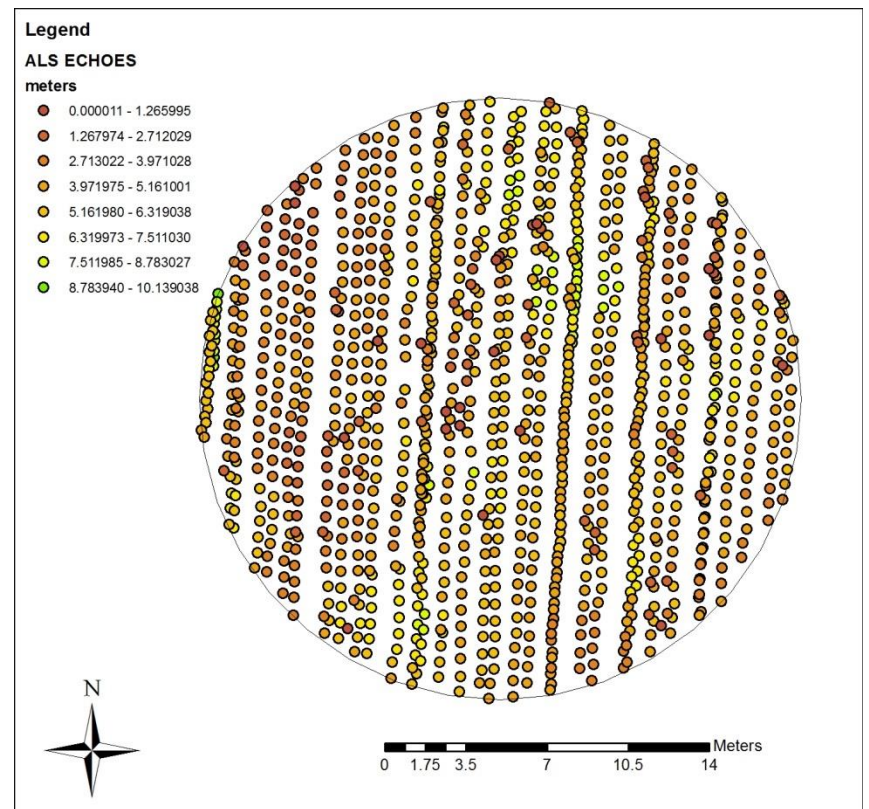 Legend
ALS ECHOES
meters
0.000011 - 1.265995
1.267974 - 2.712029
2.713022 - 3.971028
3.971975 - 5.161001
5.161980 - 6.319038
6.319973 - 7.511030
7.511985 - 8.783027
8.783940 - 10.139038
N
Meters
0 1.75 3.5 7 10.5 14